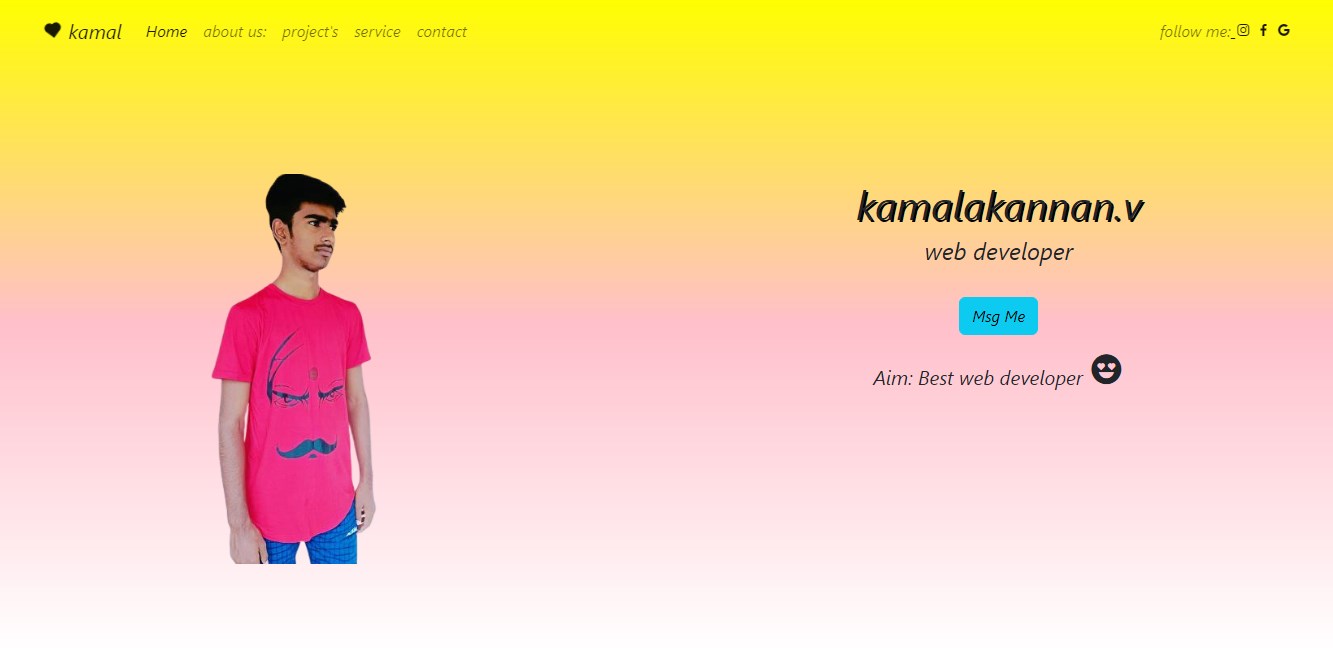 kamal Home about us: project's service contact follow me:
kamalakannan.v
web developer
Msg Me
Aim: Best web developer